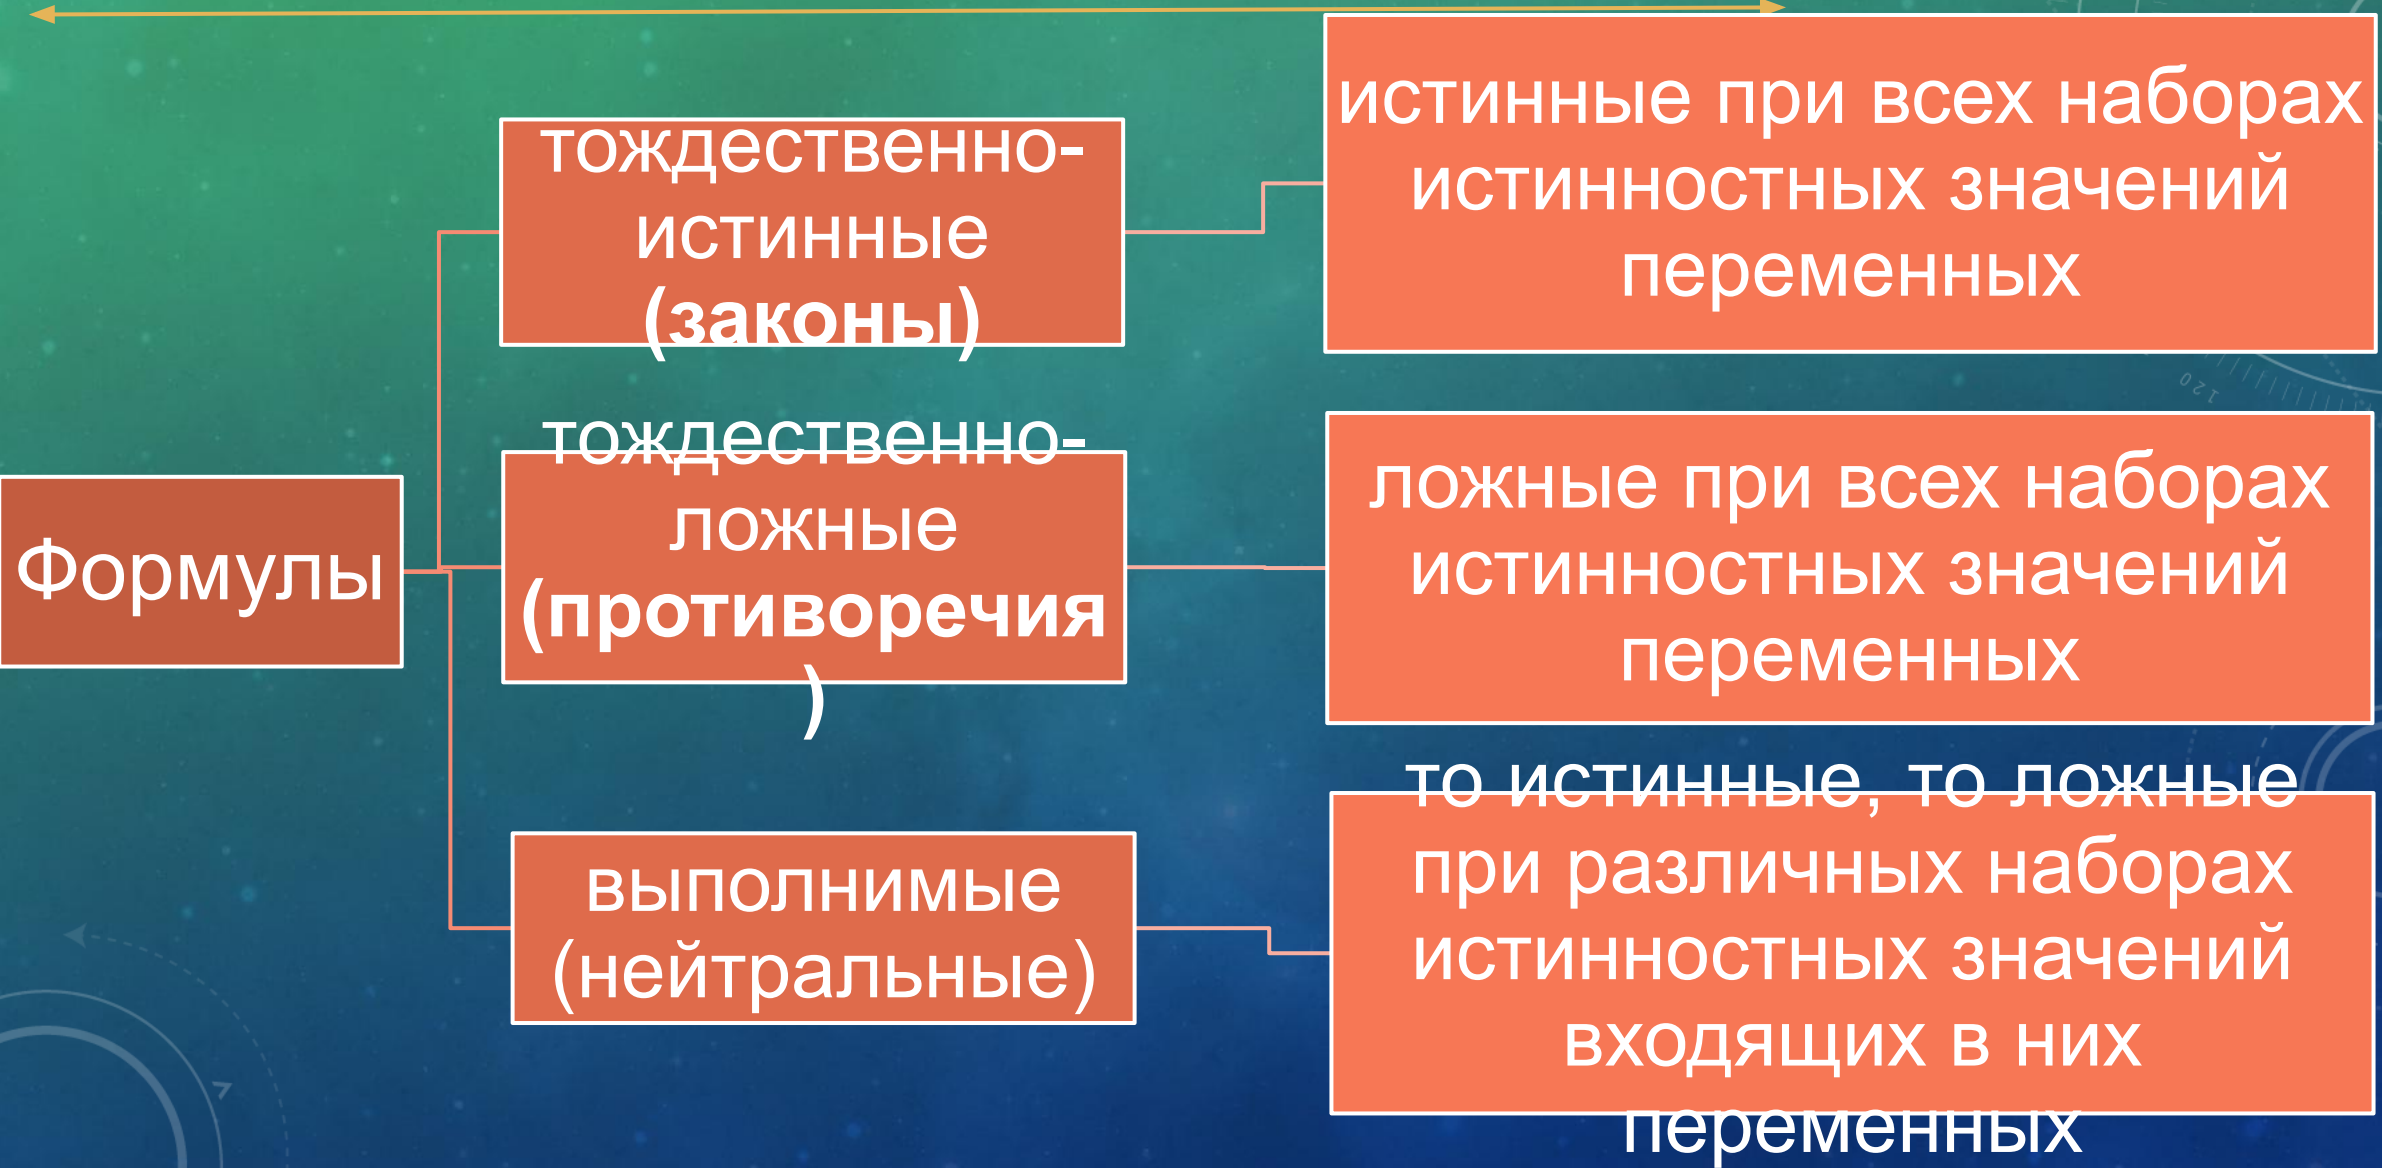 Формулы
тождественно-
истинные
(законы)
истинные при всех наборах
истинностных значений
переменных
тождественно-
ложные
(противоречия
)
ложные при всех наборах
истинностных значений
переменных
выполнимые
(нейтральные)
то истинные, то ложные
при различных наборах
истинностных значений
входящих в них
переменных
120